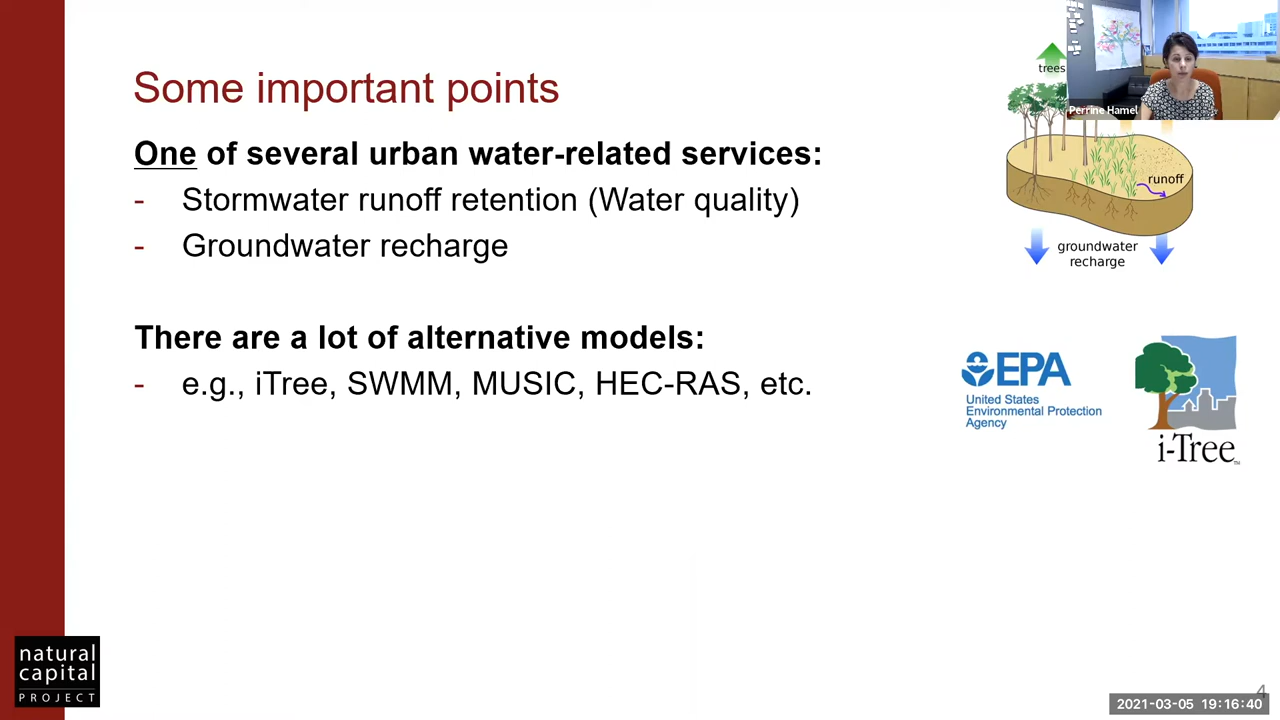 Some important points
One of several urban water-related services:
- Stormwater runoff retention (Water quality)
- Groundwater recharge
There are a lot of alternative models:
- e.g., iTree, SWMM, MUSIC, HEC-RAS, etc.
trees
Perrine Hamel
runoff
groundwater
recharge
EPA
United States
Environmental Protection
Agency
i-Tree™
natural
capital
PROJECT
4
2021-03-05 19:16:40